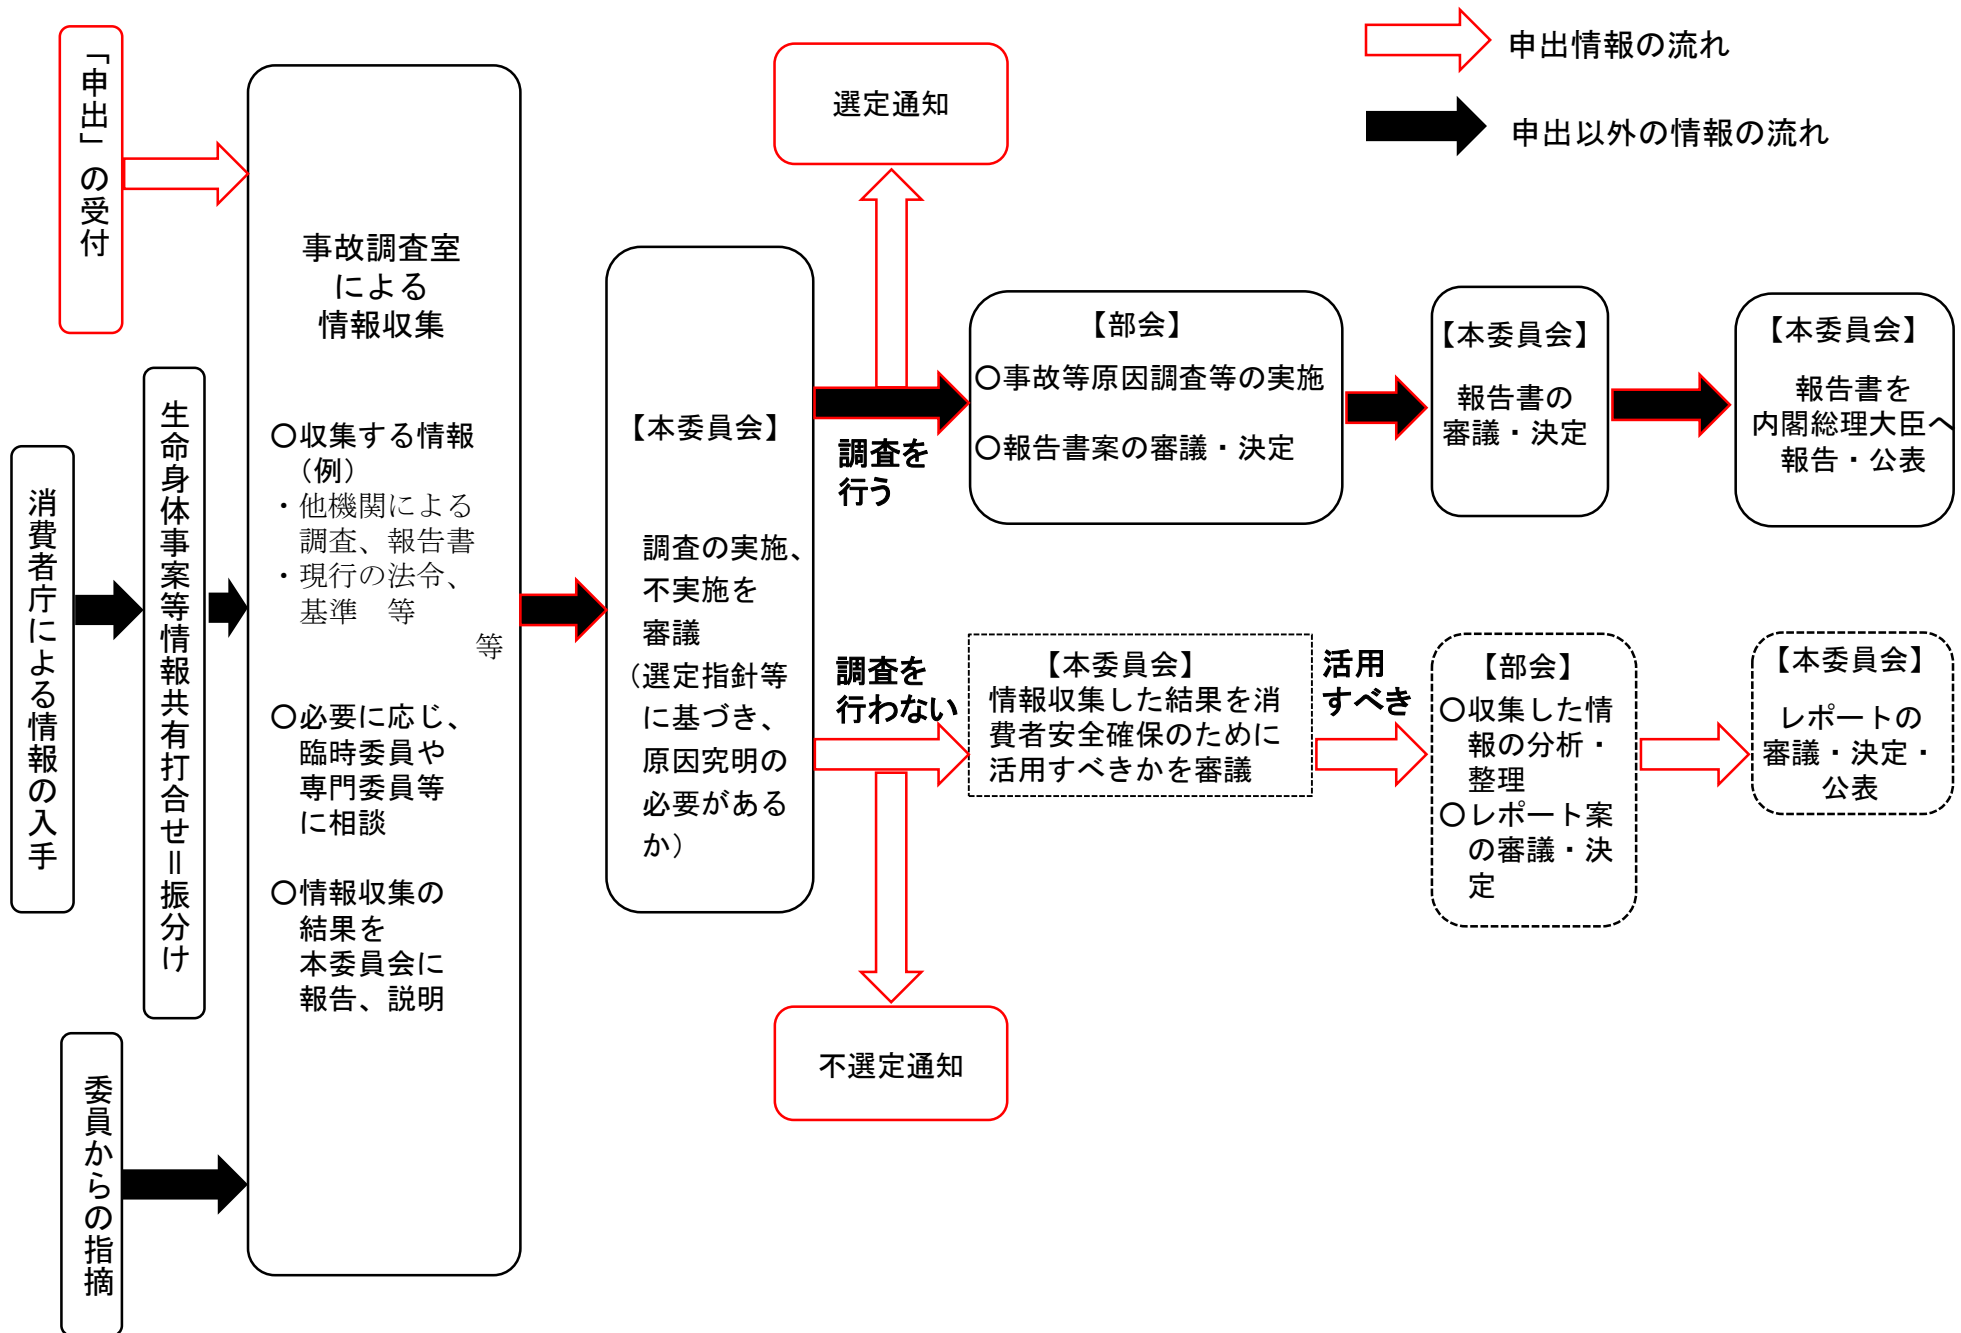 「申出」の受付
消費者庁による情報の入手
生命身体事案等情報共有打合せ＝振分け
委員からの指摘
事故調査室
による
情報収集
○収集する情報
（例）
・他機関による
調査、報告書
・現行の法令、
基準　等
等
○必要に応じ、
臨時委員や
専門委員等
に相談
○情報収集の
結果を
本委員会に
報告、説明
【本委員会】
調査の実施、
不実施を
審議
（選定指針等
に基づき、
原因究明の
必要がある
か）
選定通知
調査を
行う
【部会】
○事故等原因調査等の実施
○報告書案の審議・決定
【本委員会】
報告書の
審議・決定
【本委員会】
報告書を
内閣総理大臣へ
報告・公表
調査を
行わない
【本委員会】
情報収集した結果を消
費者安全確保のために
活用すべきかを審議
活用
すべき
【部会】
○収集した情
報の分析・
整理
○レポート案
の審議・決
定
【本委員会】
レポートの
審議・決定・
公表
不選定通知
申出情報の流れ
申出以外の情報の流れ